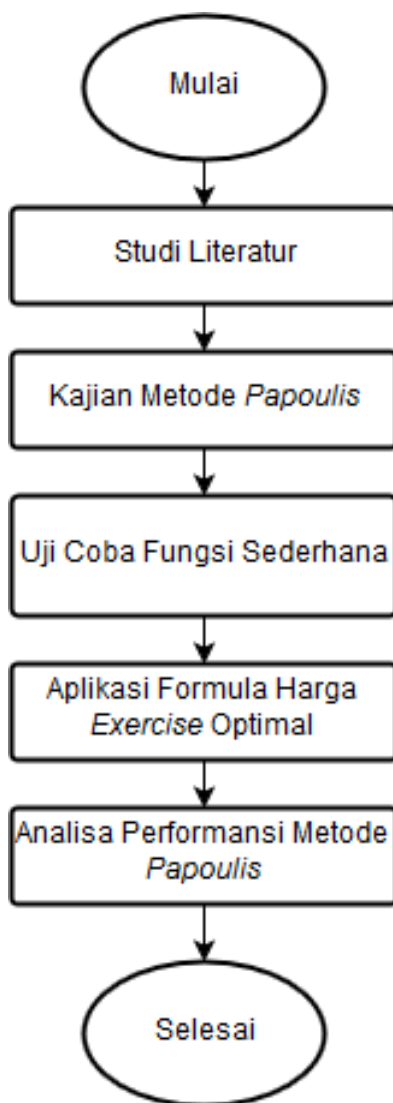 Mulai
Studi Literatur
Kajian Metode Papoulis
Uji Coba Fungsi Sederhana
Aplikasi Formula Harga
Exercise Optimal
Analisa Performansi Metode
Papoulis
Selesai